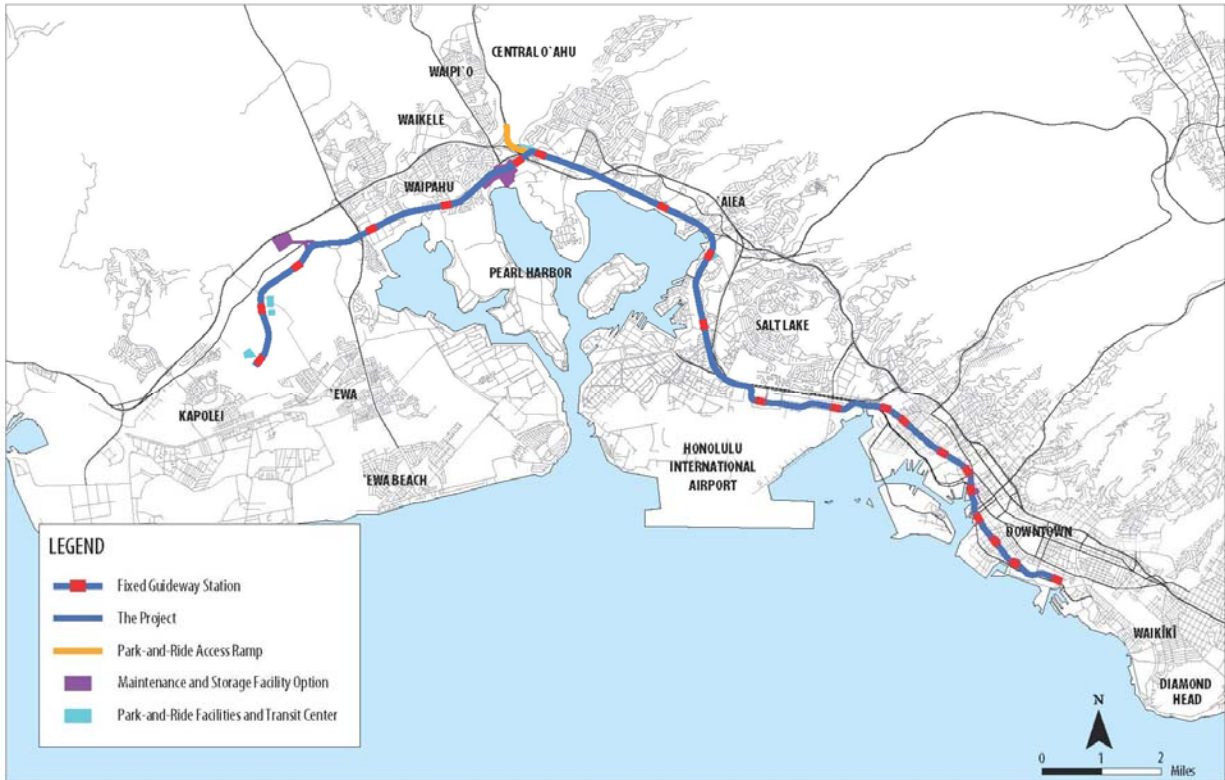 CENTRAL O`AHU
WAIPI`O
WAIKELE
WAIPAHU
`AIEA
PEARL HARBOR
SALT LAKE
`EWA
KAPOLEI
HONOLULU
INTERNATIONAL
AIRPORT
`EWA BEACH
DOWNTOWN
WAIKĪKĪ
DIAMOND
HEAD
LEGEND
Fixed Guideway Station
The Project
Park-and-Ride Access Ramp
Maintenance and Storage Facility Option
Park-and-Ride Facilities and Transit Center
N
0 1 2
Miles